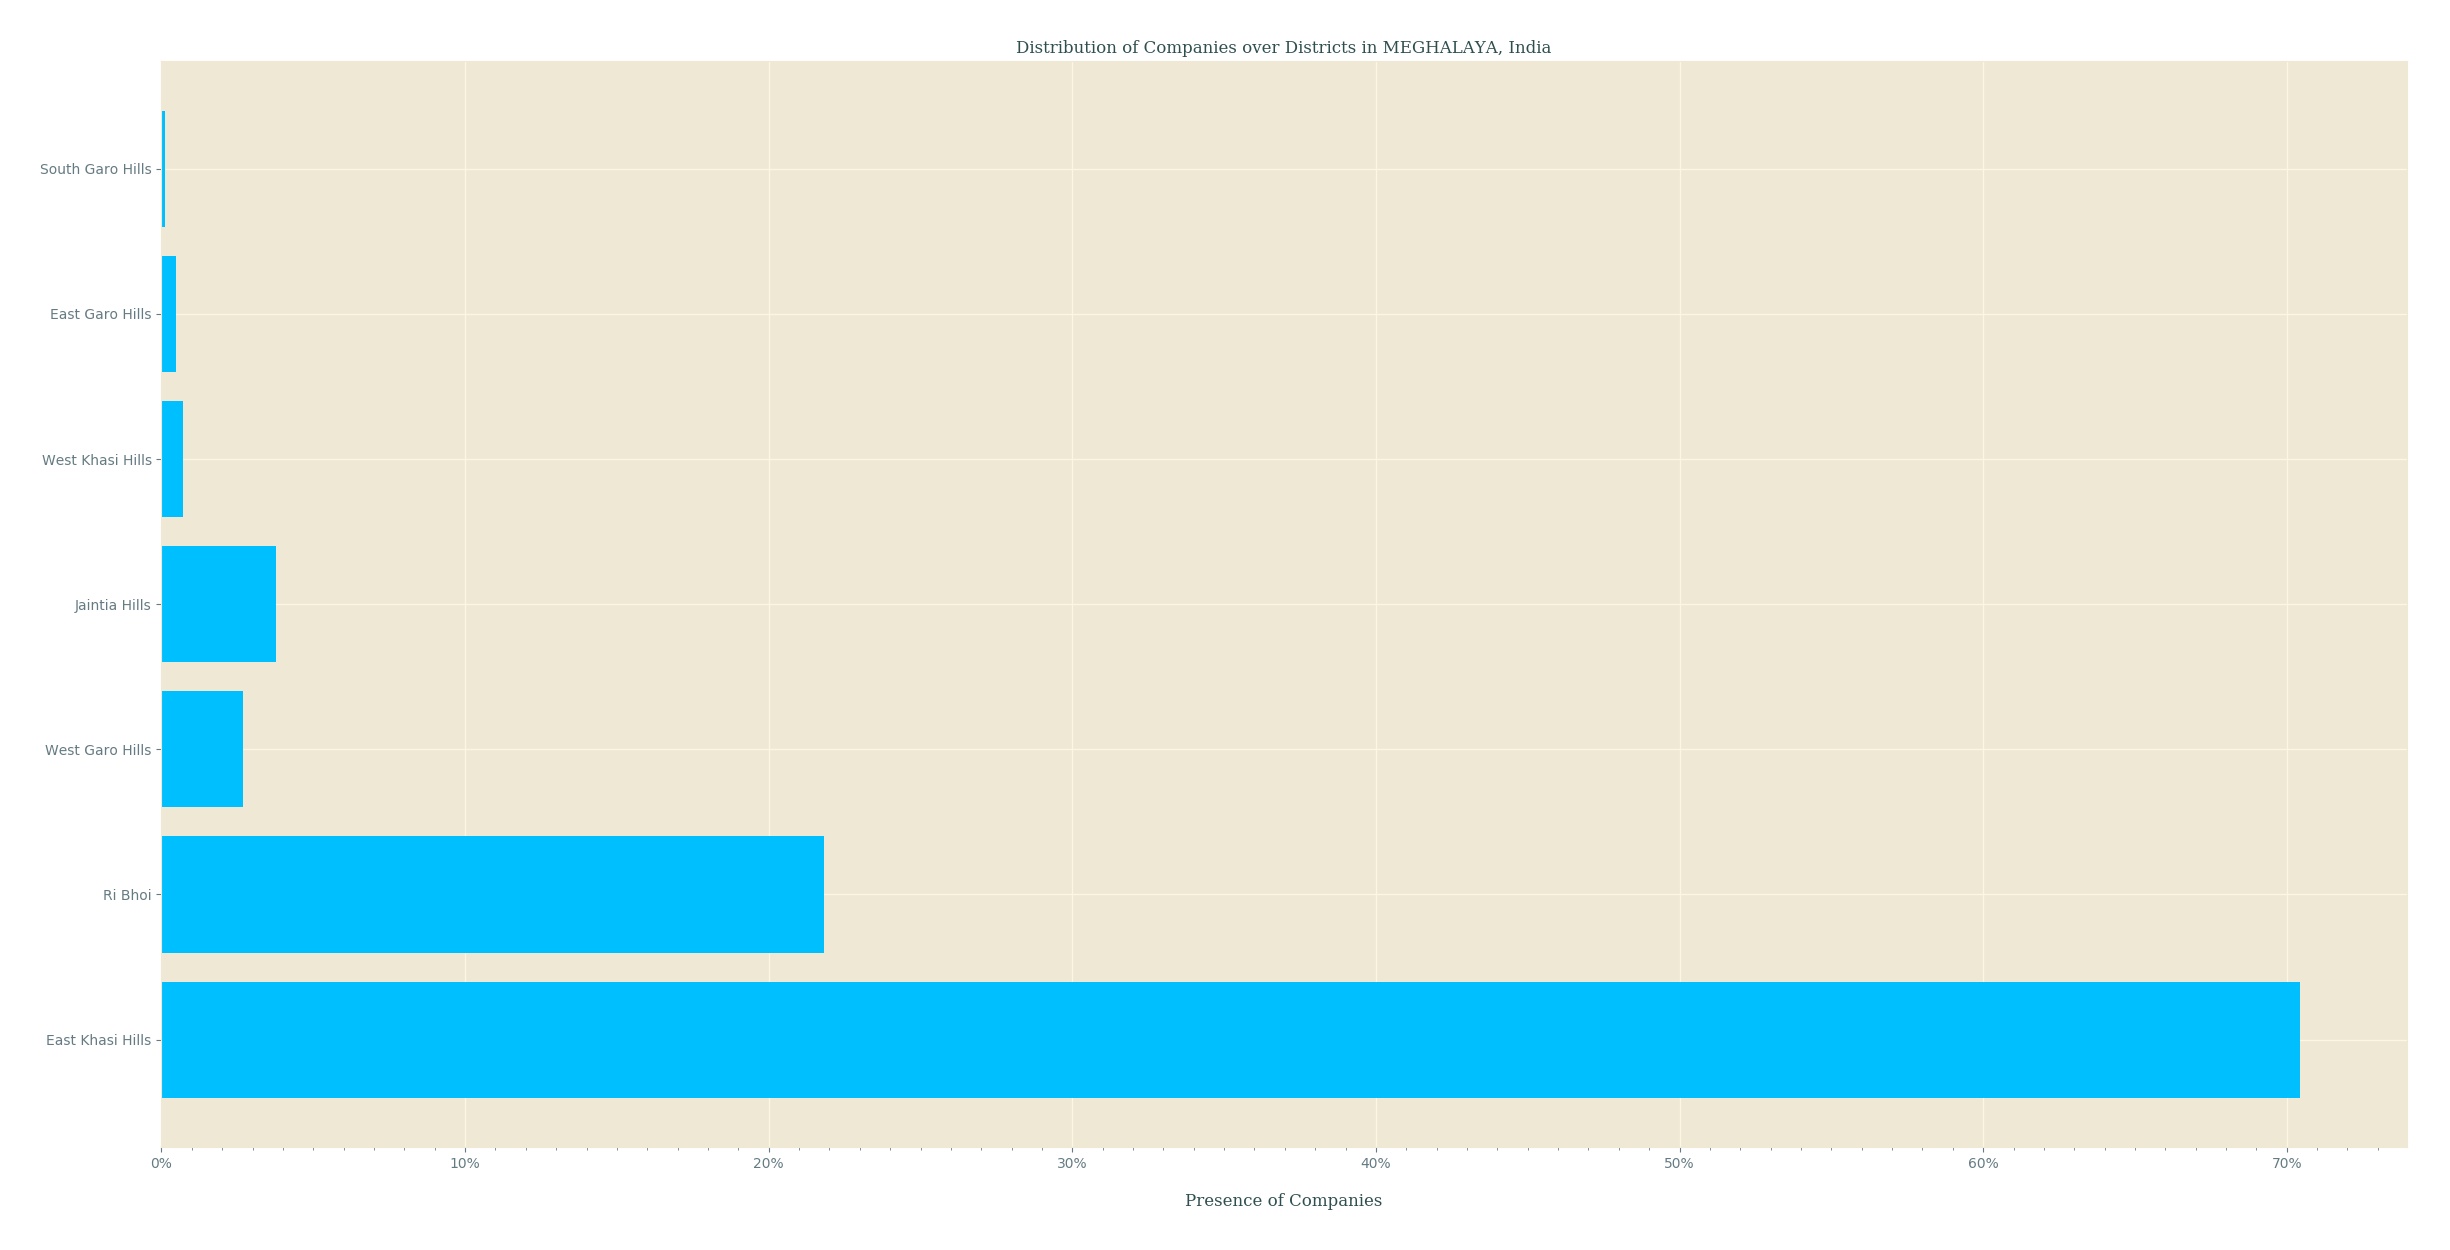 Distribution of Companies over Districts in MEGHALAYA, India
South Garo Hills
East Garo Hills
West Khasi Hills
Jaintia Hills
West Garo Hills
Ri Bhoi
East Khasi Hills
0% 10% 20% 30% 40% 50% 60% 70%
Presence of Companies